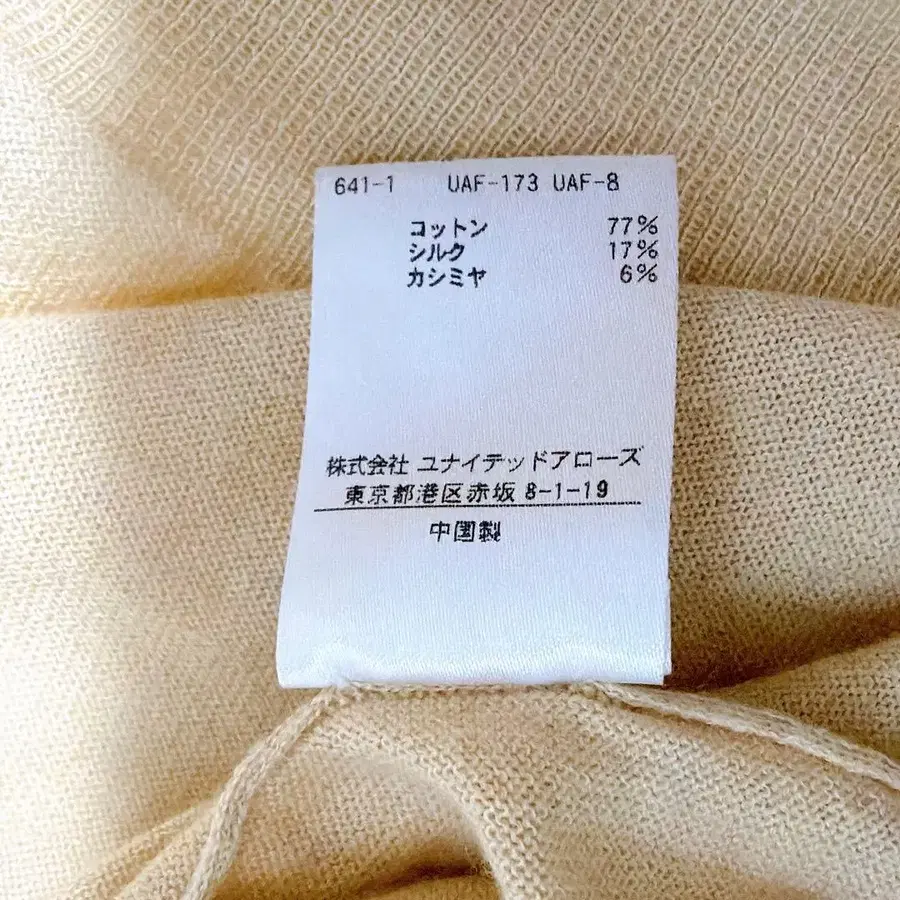 641-1 UAF-173 UAF-8
コットン 77%
シルク 17%
カシミヤ 6%
株式会社 ユナイテッドアローズ
東京都港区赤坂 8-1-19
中国製